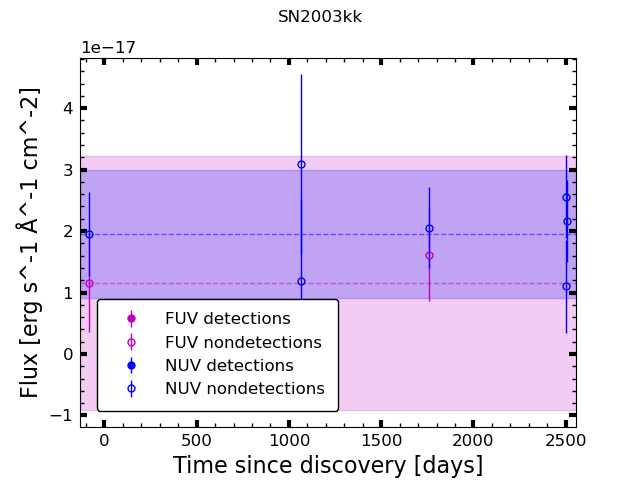 SN2003kk
1e−17
Flux [erg s^-1 Å^-1 cm^-2]
4
3
2
1
0
−1
FUV detections
FUV nondetections
NUV detections
NUV nondetections
0 500 1000 1500 2000 2500
Time since discovery [days]